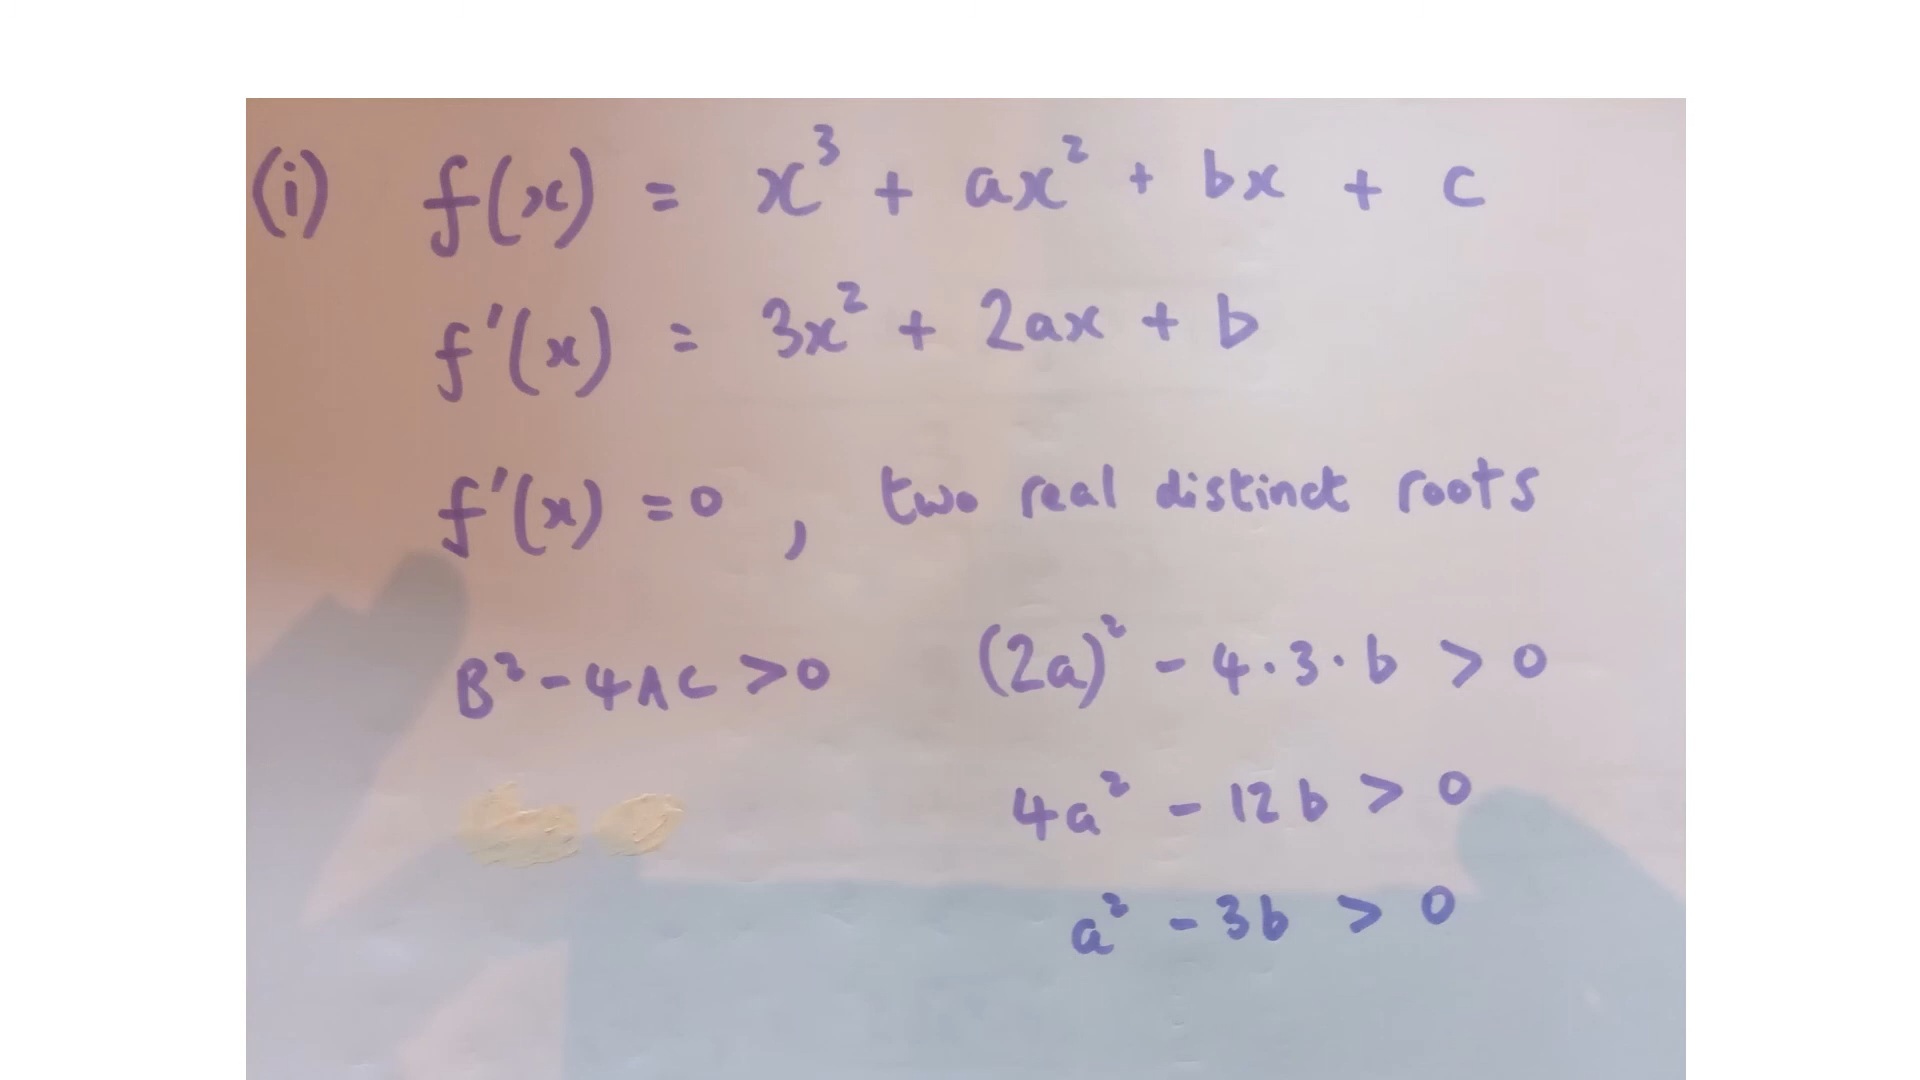 (i) f(x) = x³ + ax² + bx + c
f'(x) = 3x² + 2ax + b
f'(x) = 0 , two real distinct roots
B² - 4AC > 0 (2a)² - 4·3·b > 0
4a² - 12b > 0
a² - 3b > 0